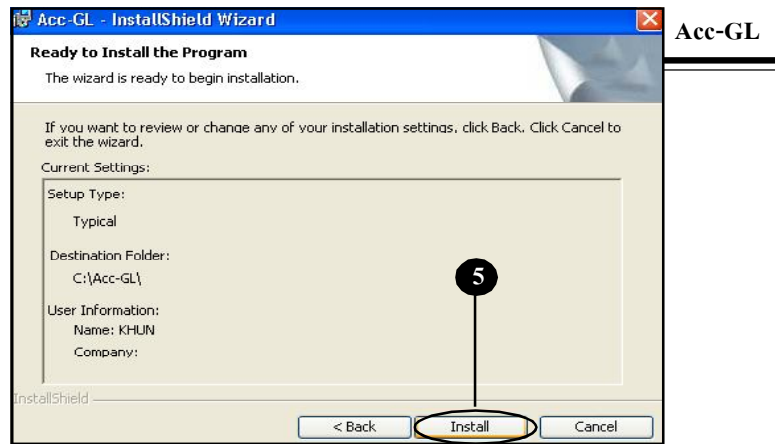 Acc-GL - InstallShield Wizard
Acc-GL
Ready to Install the Program
The wizard is ready to begin installation.
If you want to review or change any of your installation settings, click Back. Click Cancel to
exit the wizard.
Current Settings:
Setup Type:
Typical
Destination Folder:
C:\Acc-GL\
5
User Information:
Name: KHUN
Company:
InstallShield
< Back
Install
Cancel